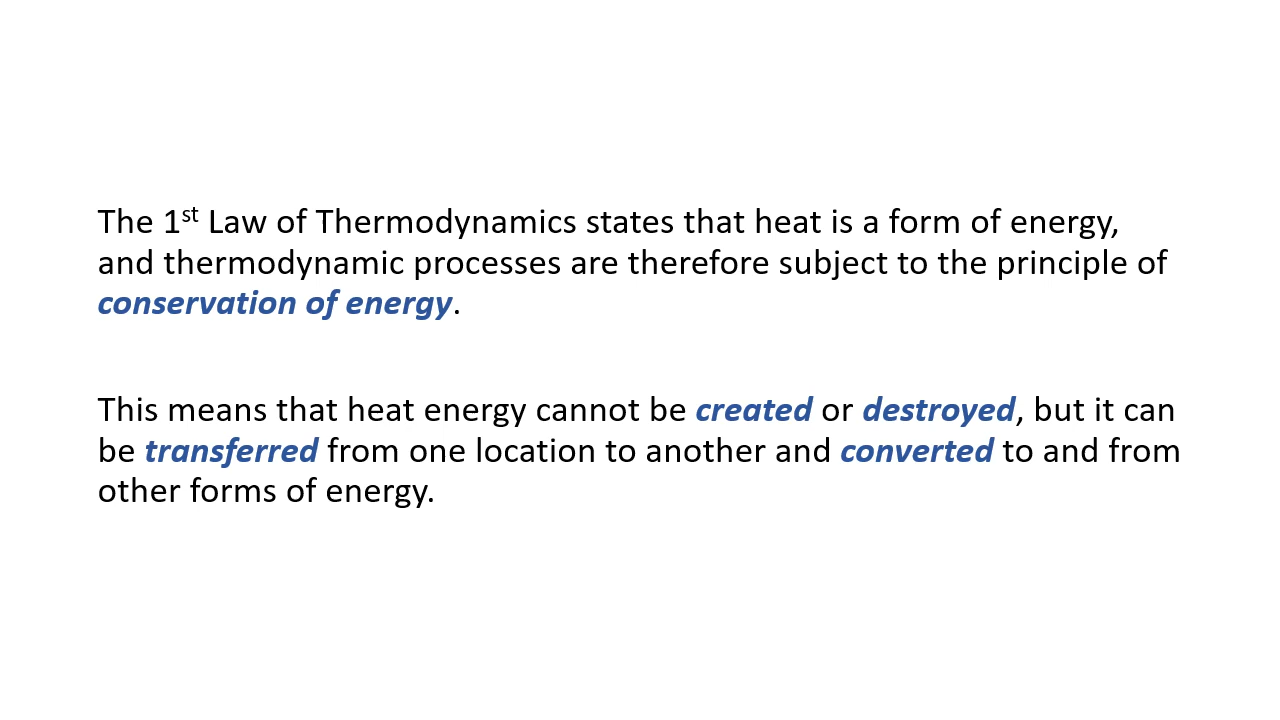 The 1st Law of Thermodynamics states that heat is a form of energy,
and thermodynamic processes are therefore subject to the principle of
conservation of energy.
This means that heat energy cannot be created or destroyed, but it can
be transferred from one location to another and converted to and from
other forms of energy.